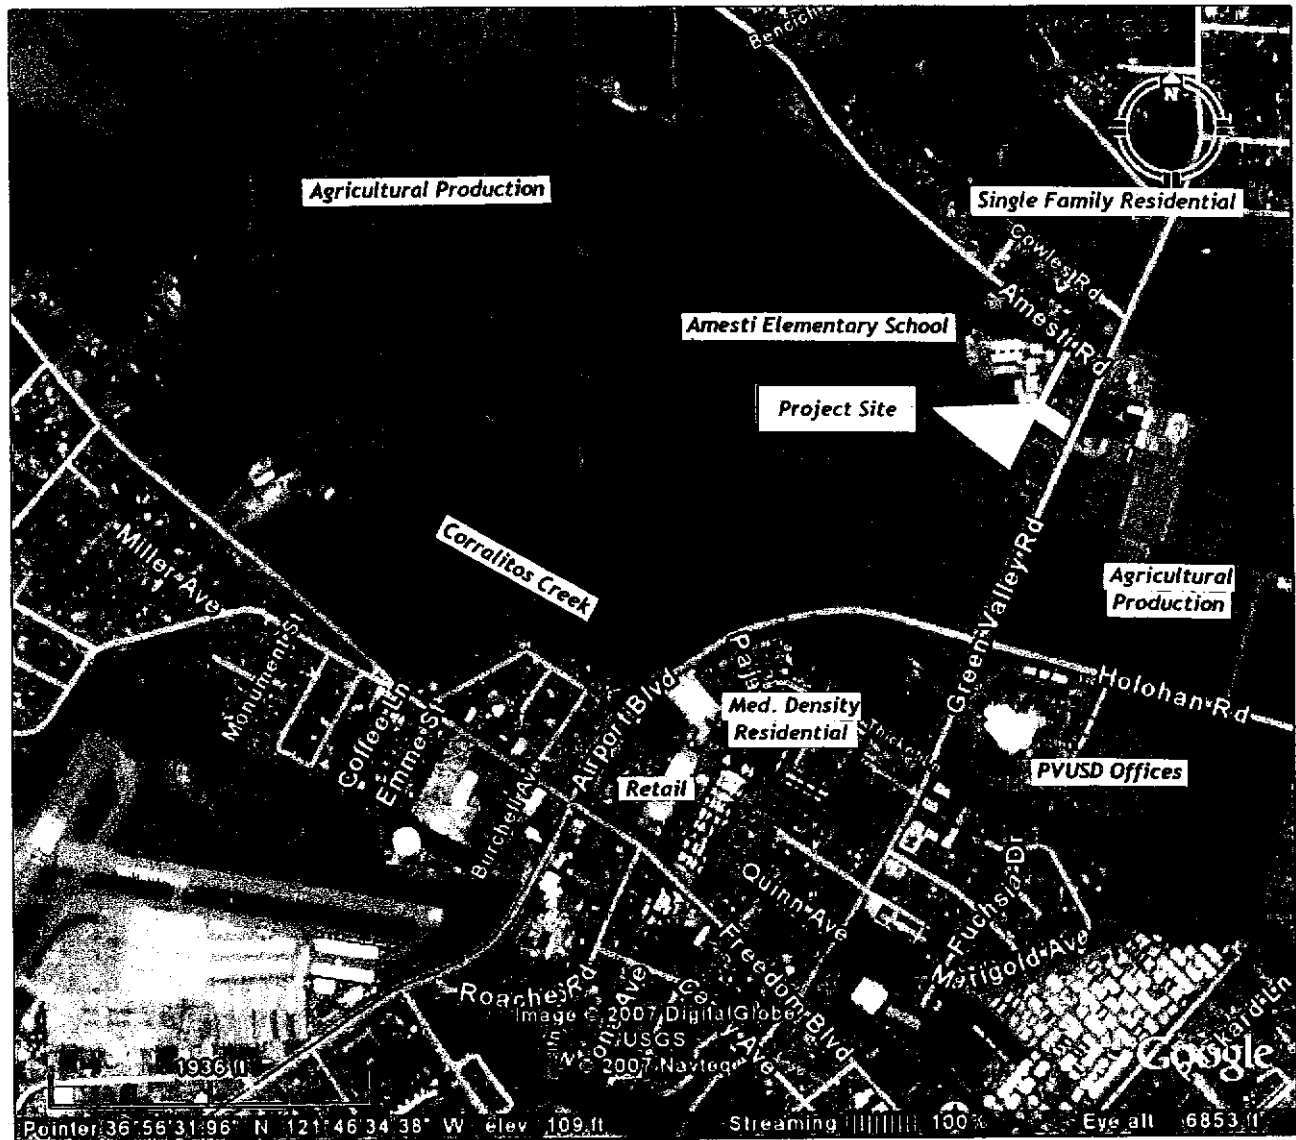 N
Agricultural Production
Single Family Residential
Cowles Rd
Amesti Rd
Amesti Elementary School
Project Site
Green Valley Rd
Corralitos Creek
Miller Ave
Agricultural
Production
Monument St
Holohan Rd
College Ln
Emme St
Airport Blvd
Med. Density
Residential
PVUSD Offices
Retail
Burchell Av
Quinn Ave
Fuchsia Dr
Marigold Ave
Freedom Blvd
Roache Rd
Image © 2007 DigitalGlobe
USGS
© 2007 Navteq
Google
1936 ft
Pointer 36°56'31.96" N 121°46'34.38" W elev 109 ft Streaming 100% Eye alt 6853 ft